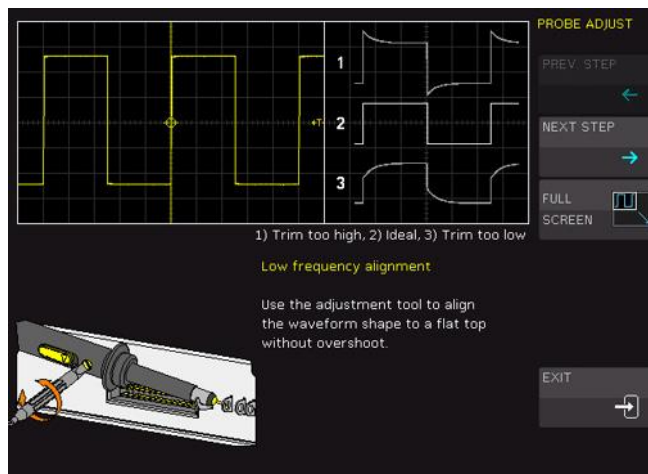 PROBE ADJUST
1
2
3
T
PREV. STEP
NEXT STEP
FULL
SCREEN
1) Trim too high, 2) Ideal, 3) Trim too low
Low frequency alignment
Use the adjustment tool to align
the waveform shape to a flat top
without overshoot.
EXIT